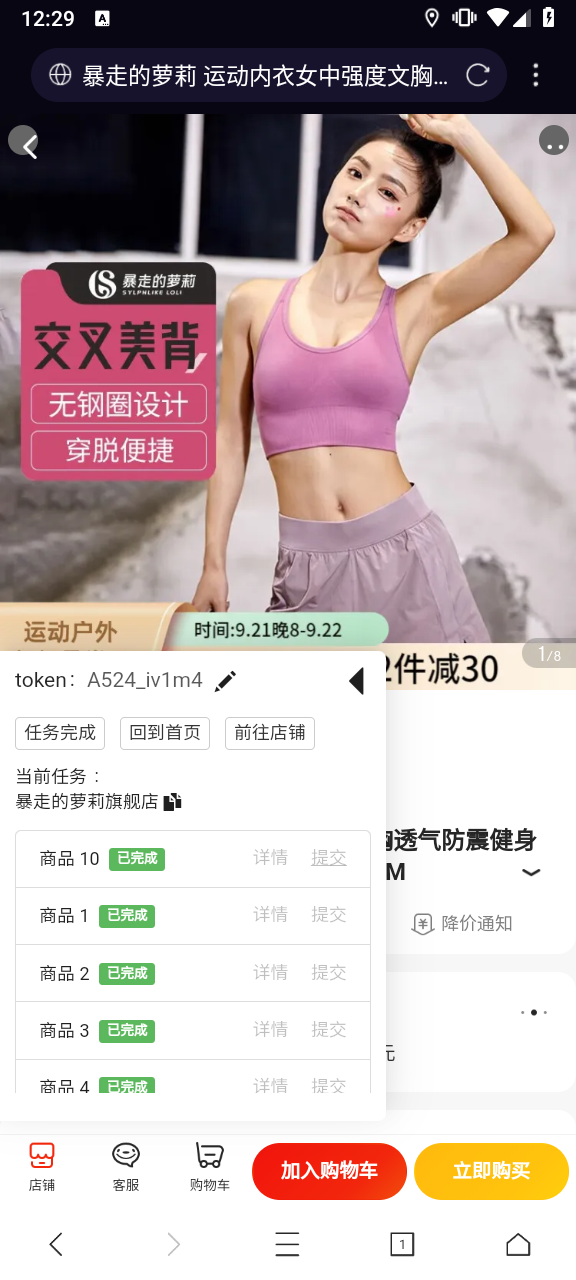 12:29
A
暴走的萝莉 运动内衣女中强度文胸...
暴走的萝莉
SYLPHLIKE LOLI
交叉美背
无钢圈设计
穿脱便捷
运动户外
时间:9.21晚8-9.22
2件减30
1/8
token： A524_iv1m4
任务完成
回到首页
前往店铺
当前任务：
暴走的萝莉旗舰店
透气防震健身
M
降价通知
元
商品 10 已完成 详情 提交
商品 1 已完成 详情 提交
商品 2 已完成 详情 提交
商品 3 已完成 详情 提交
商品 4 已完成 详情 提交
店铺
客服
购物车
加入购物车
立即购买
1